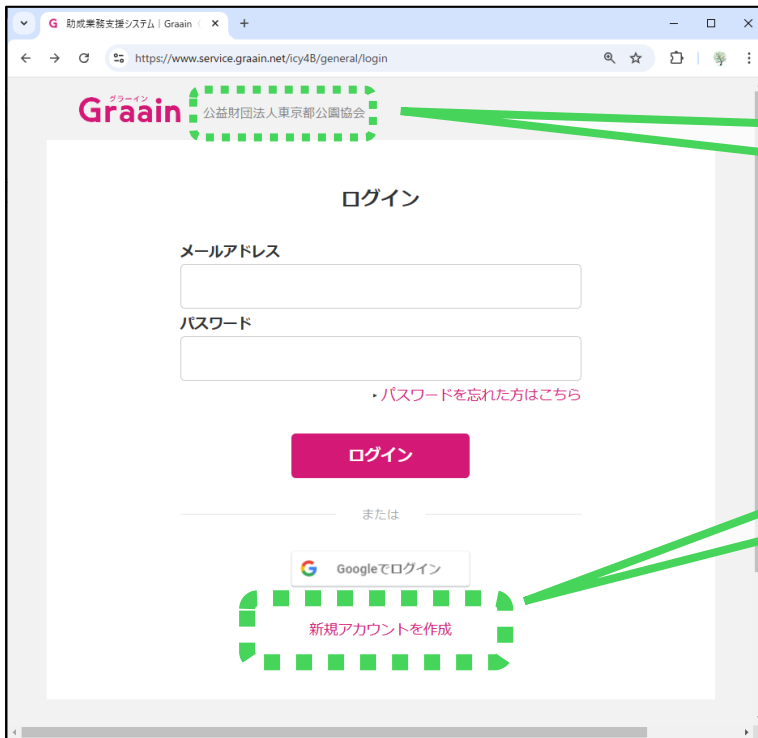 助成業務支援システム | Graain
https://www.service.graain.net/icy4B/general/login
グラーイン
Graain
公益財団法人東京都公園協会
ログイン
メールアドレス
パスワード
パスワードを忘れた方はこちら
ログイン
または
Googleでログイン
新規アカウントを作成